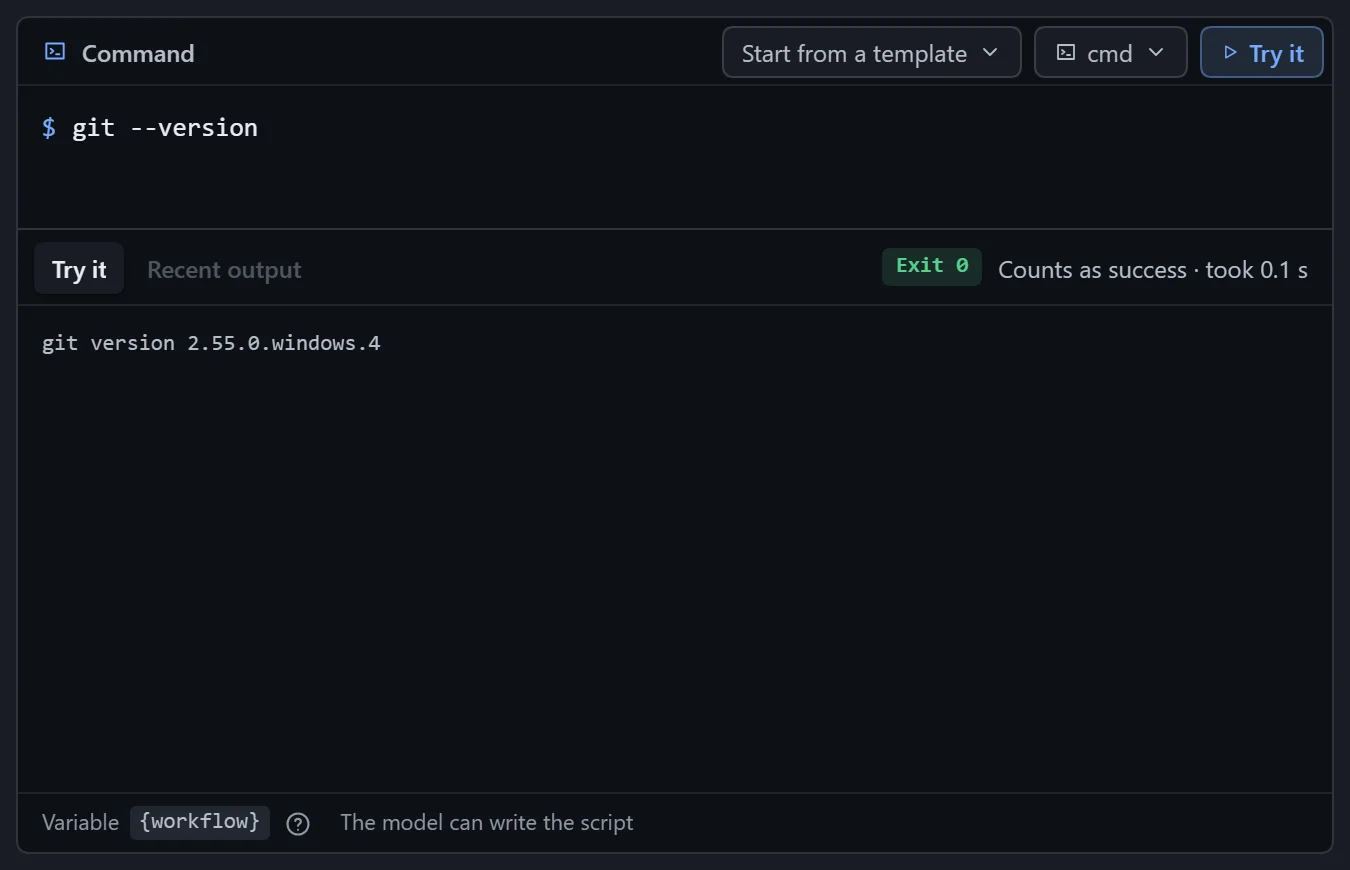 Command
Start from a template
cmd
Try it
$ git --version
Try it
Recent output
Exit 0
Counts as success · took 0.1 s
git version 2.55.0.windows.4
Variable {workflow} ? The model can write the script